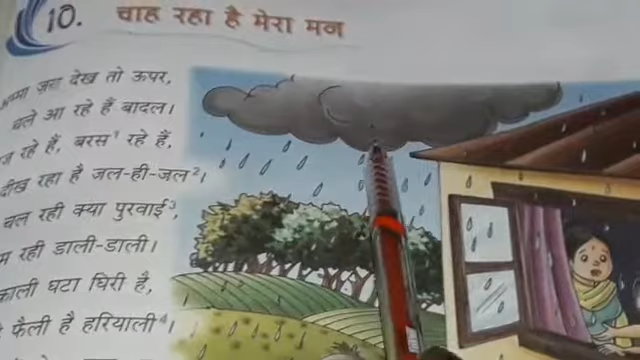 10. चाह रहा है मेरा मन
अम्मा ज़रा देख तो ऊपर,
चले आ रहे हैं बादल।
रहे हैं, बरस¹ रहे हैं,
दीख रहा है जल-ही-जल²।
चल रही क्या पुरवाई³,
रही डाली-डाली।
काली घटा घिरी है,
फैली है हरियाली⁴।